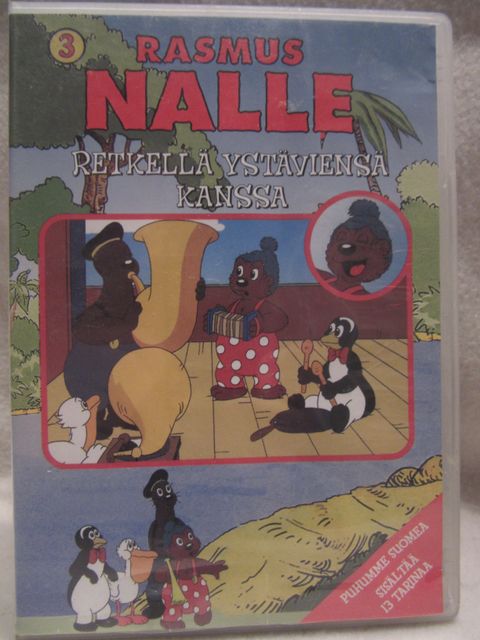 3
RASMUS
NALLE
RETKELLÄ YSTÄVIENSÄ
KANSSA
PUHUMME SUOMEA
SISÄLTÄÄ
13 TARINAA